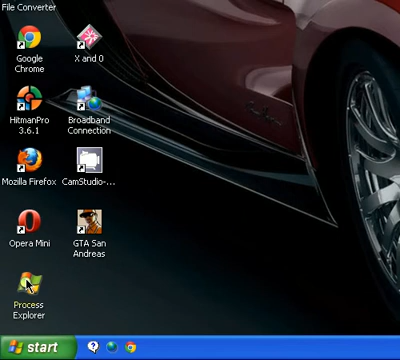 File Converter
Google
Chrome
X and 0
HitmanPro
3.6.1
Broadband
Connection
Mozilla Firefox
CamStudio-...
Opera Mini
GTA San
Andreas
Process
Explorer
start